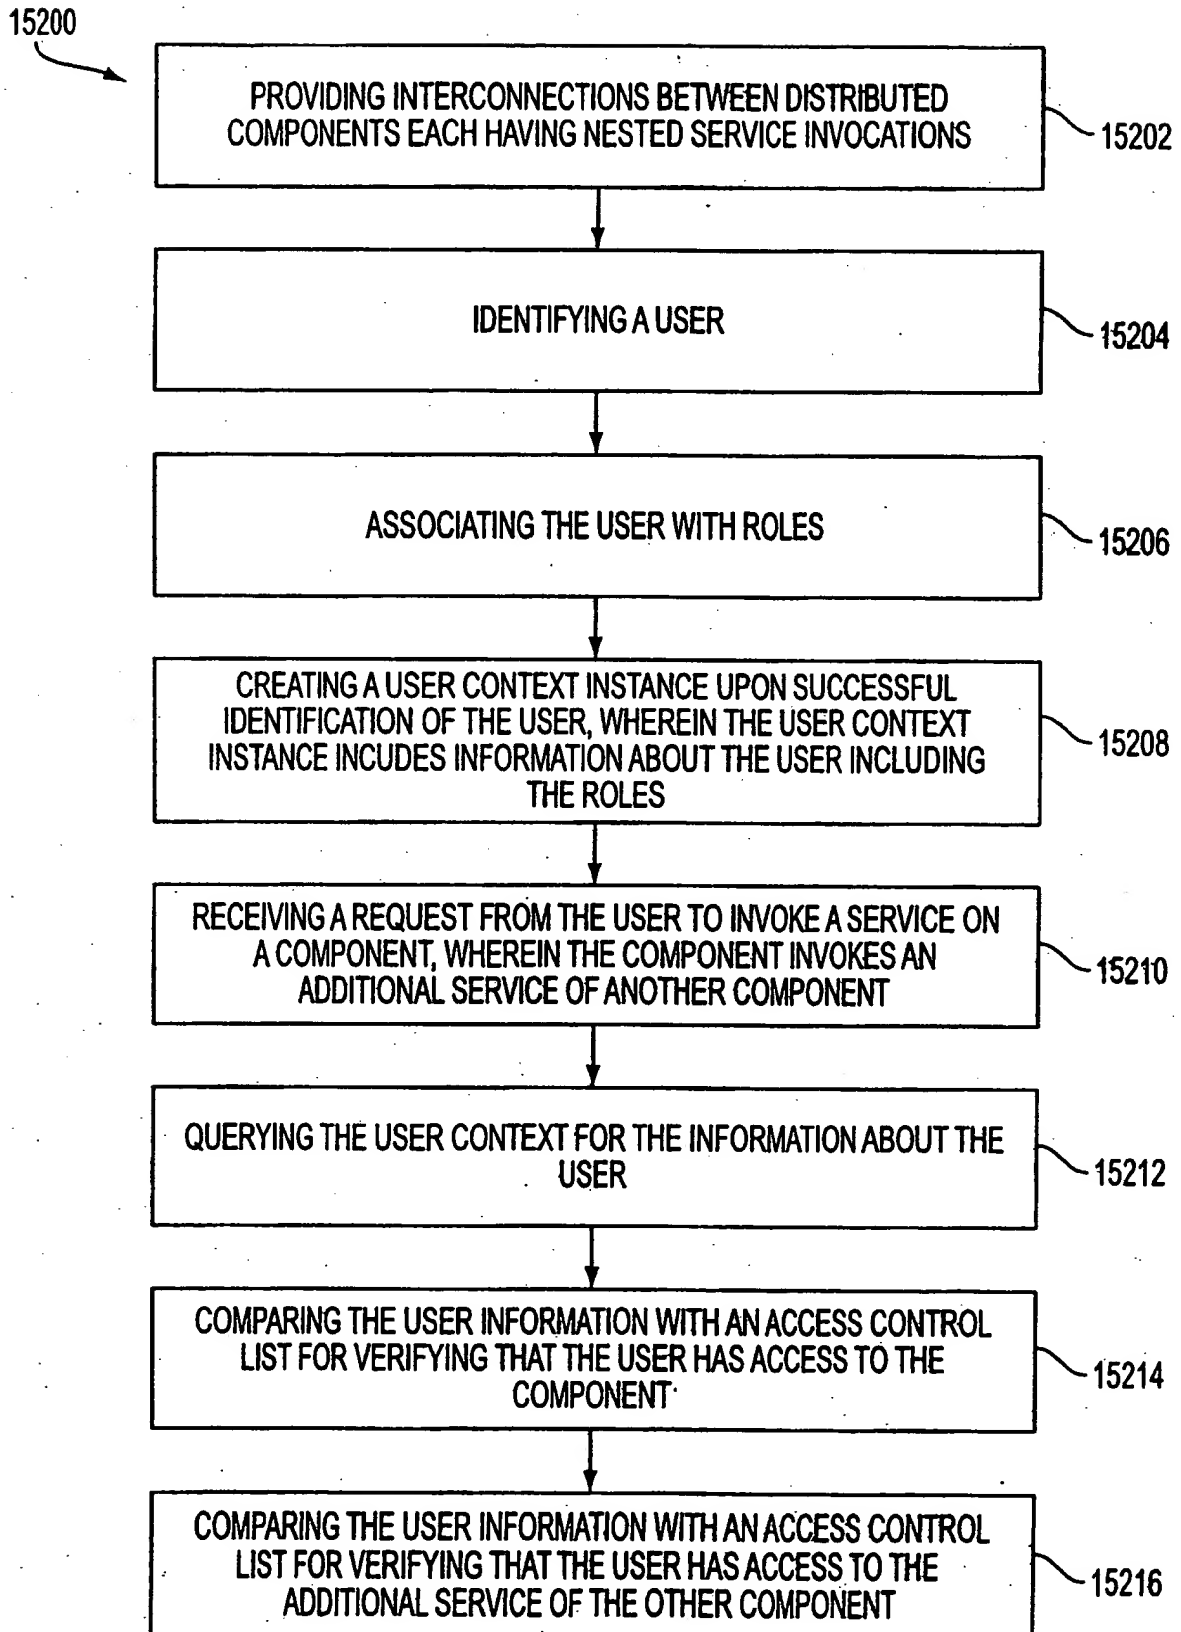 15200
PROVIDING INTERCONNECTIONS BETWEEN DISTRIBUTED
COMPONENTS EACH HAVING NESTED SERVICE INVOCATIONS
15202
IDENTIFYING A USER
15204
ASSOCIATING THE USER WITH ROLES
15206
CREATING A USER CONTEXT INSTANCE UPON SUCCESSFUL
IDENTIFICATION OF THE USER, WHEREIN THE USER CONTEXT
INSTANCE INCUDES INFORMATION ABOUT THE USER INCLUDING
THE ROLES
15208
RECEIVING A REQUEST FROM THE USER TO INVOKE A SERVICE ON
A COMPONENT, WHEREIN THE COMPONENT INVOKES AN
ADDITIONAL SERVICE OF ANOTHER COMPONENT
15210
QUERYING THE USER CONTEXT FOR THE INFORMATION ABOUT THE
USER
15212
COMPARING THE USER INFORMATION WITH AN ACCESS CONTROL
LIST FOR VERIFYING THAT THE USER HAS ACCESS TO THE
COMPONENT
15214
COMPARING THE USER INFORMATION WITH AN ACCESS CONTROL
LIST FOR VERIFYING THAT THE USER HAS ACCESS TO THE
ADDITIONAL SERVICE OF THE OTHER COMPONENT
15216